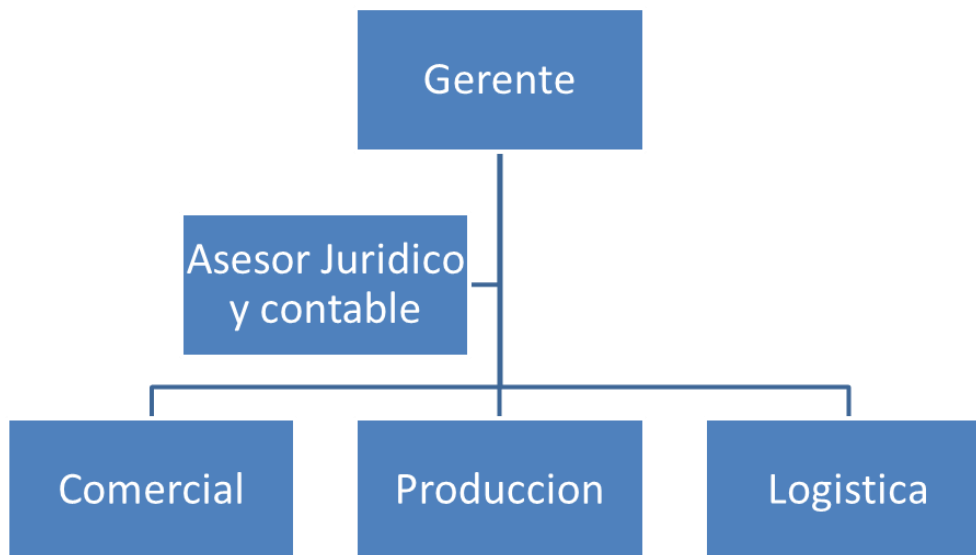 Gerente
Asesor Juridico
y contable
Comercial
Produccion
Logistica